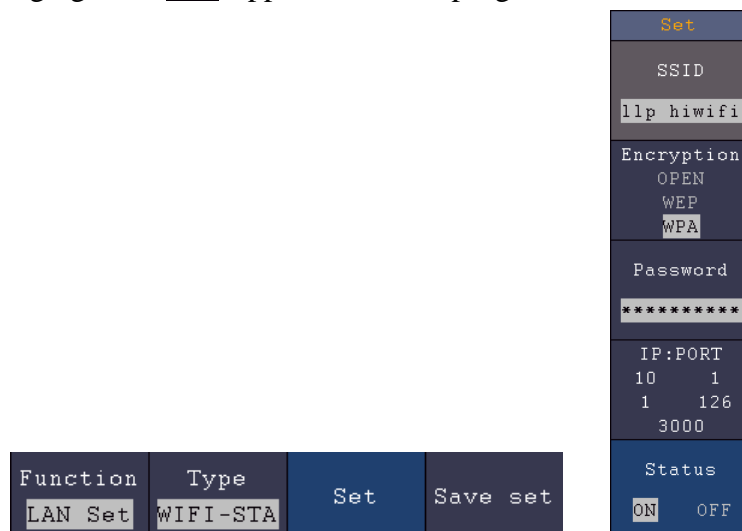 Set
SSID
llp hiwifi
Encryption
OPEN
WEP
WPA
Password
**********
IP:PORT
10 1
1 126
3000
Status
ON OFF
Function Type Set Save set
LAN Set WIFI-STA